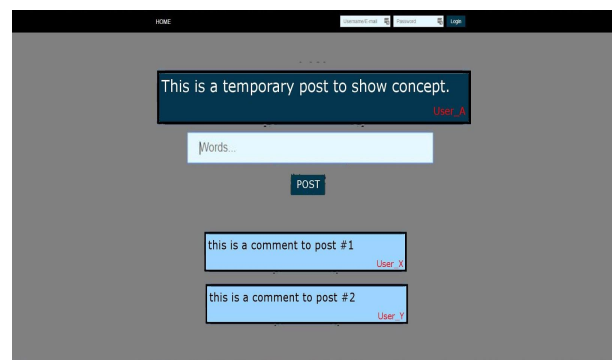 HOME Username/E-mail Password Login
This is a temporary post to show concept.
User_A
Words...
POST
this is a comment to post #1
User_X
this is a comment to post #2
User_Y